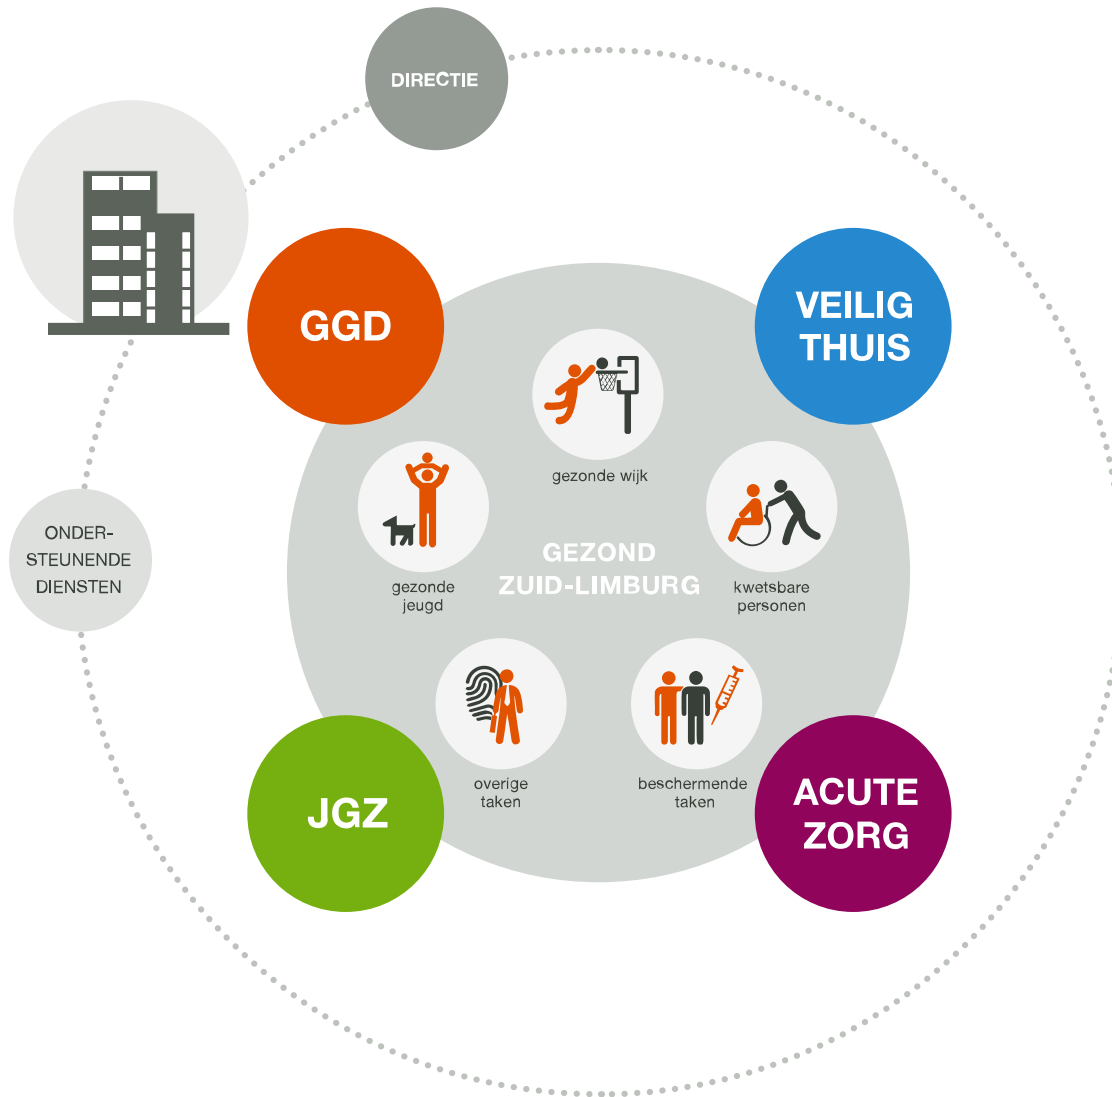 DIRECTIE
GGD
VEILIG
THUIS
gezonde wijk
gezonde
jeugd
GEZOND
ZUID-LIMBURG
kwetsbare
personen
ONDER-
STEUNENDE
DIENSTEN
overige
taken
beschermende
taken
JGZ
ACUTE
ZORG